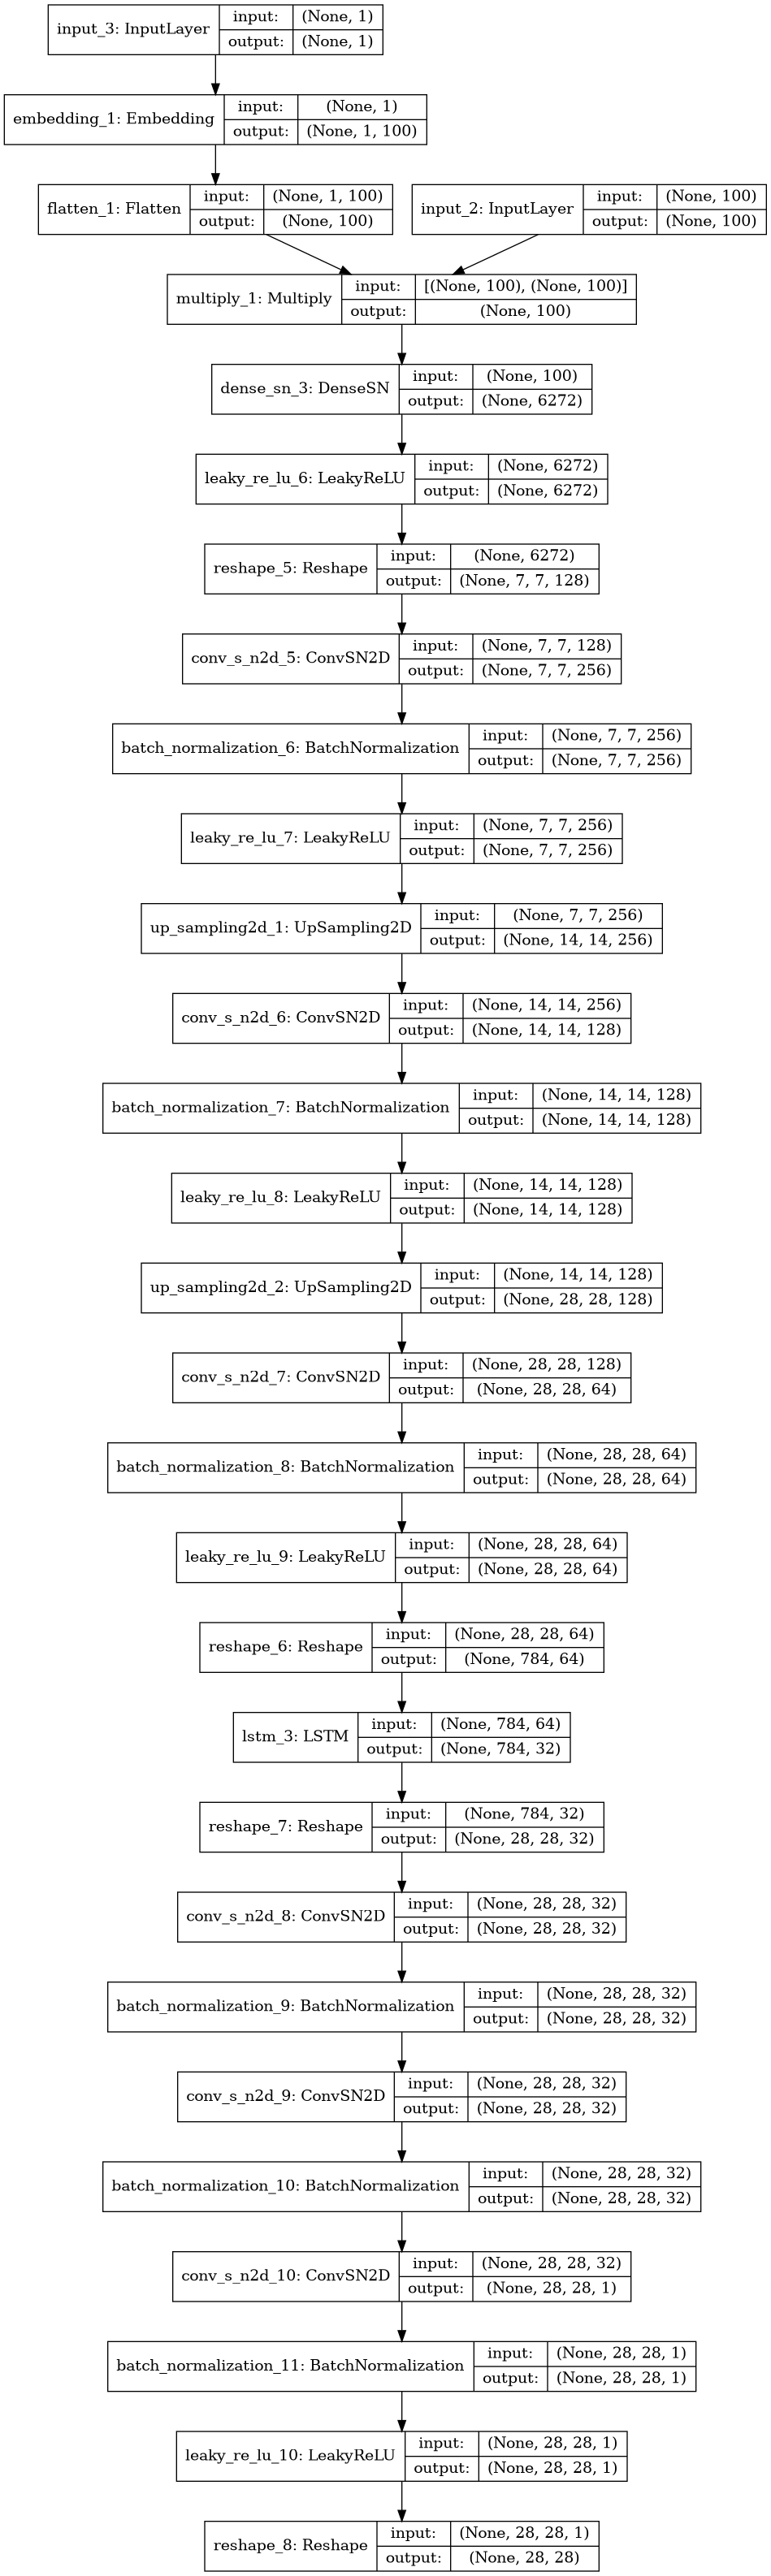 input_3: InputLayer input: (None, 1)
output: (None, 1)
embedding_1: Embedding input: (None, 1)
output: (None, 1, 100)
flatten_1: Flatten input: (None, 1, 100)
output: (None, 100)
input_2: InputLayer input: (None, 100)
output: (None, 100)
multiply_1: Multiply input: [(None, 100), (None, 100)]
output: (None, 100)
dense_sn_3: DenseSN input: (None, 100)
output: (None, 6272)
leaky_re_lu_6: LeakyReLU input: (None, 6272)
output: (None, 6272)
reshape_5: Reshape input: (None, 6272)
output: (None, 7, 7, 128)
conv_s_n2d_5: ConvSN2D input: (None, 7, 7, 128)
output: (None, 7, 7, 256)
batch_normalization_6: BatchNormalization input: (None, 7, 7, 256)
output: (None, 7, 7, 256)
leaky_re_lu_7: LeakyReLU input: (None, 7, 7, 256)
output: (None, 7, 7, 256)
up_sampling2d_1: UpSampling2D input: (None, 7, 7, 256)
output: (None, 14, 14, 256)
conv_s_n2d_6: ConvSN2D input: (None, 14, 14, 256)
output: (None, 14, 14, 128)
batch_normalization_7: BatchNormalization input: (None, 14, 14, 128)
output: (None, 14, 14, 128)
leaky_re_lu_8: LeakyReLU input: (None, 14, 14, 128)
output: (None, 14, 14, 128)
up_sampling2d_2: UpSampling2D input: (None, 14, 14, 128)
output: (None, 28, 28, 128)
conv_s_n2d_7: ConvSN2D input: (None, 28, 28, 128)
output: (None, 28, 28, 64)
batch_normalization_8: BatchNormalization input: (None, 28, 28, 64)
output: (None, 28, 28, 64)
leaky_re_lu_9: LeakyReLU input: (None, 28, 28, 64)
output: (None, 28, 28, 64)
reshape_6: Reshape input: (None, 28, 28, 64)
output: (None, 784, 64)
lstm_3: LSTM input: (None, 784, 64)
output: (None, 784, 32)
reshape_7: Reshape input: (None, 784, 32)
output: (None, 28, 28, 32)
conv_s_n2d_8: ConvSN2D input: (None, 28, 28, 32)
output: (None, 28, 28, 32)
batch_normalization_9: BatchNormalization input: (None, 28, 28, 32)
output: (None, 28, 28, 32)
conv_s_n2d_9: ConvSN2D input: (None, 28, 28, 32)
output: (None, 28, 28, 32)
batch_normalization_10: BatchNormalization input: (None, 28, 28, 32)
output: (None, 28, 28, 32)
conv_s_n2d_10: ConvSN2D input: (None, 28, 28, 32)
output: (None, 28, 28, 1)
batch_normalization_11: BatchNormalization input: (None, 28, 28, 1)
output: (None, 28, 28, 1)
leaky_re_lu_10: LeakyReLU input: (None, 28, 28, 1)
output: (None, 28, 28, 1)
reshape_8: Reshape input: (None, 28, 28, 1)
output: (None, 28, 28)